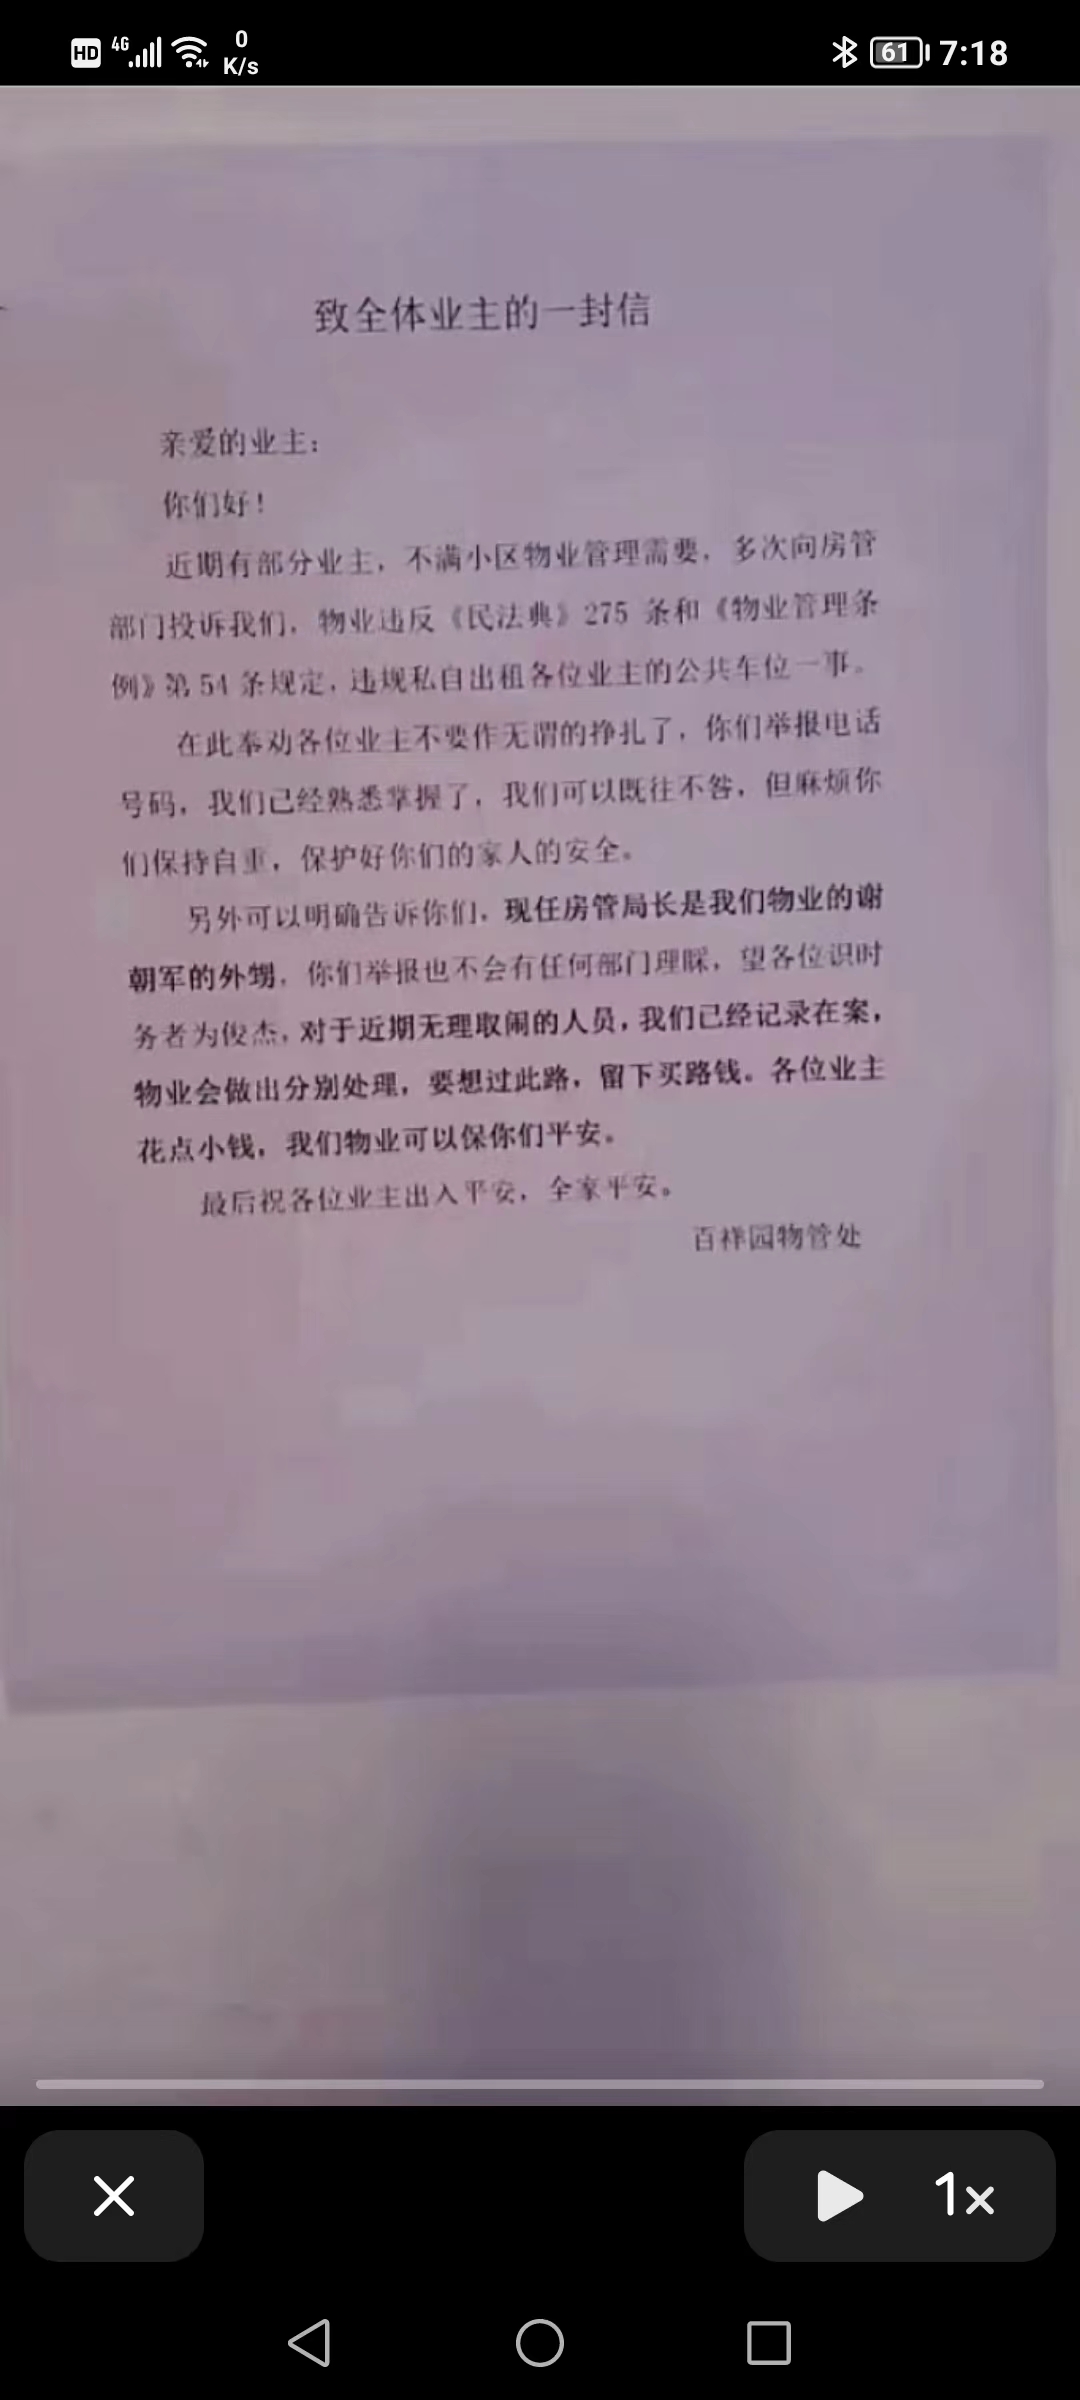 HD 4G 0 K/s 61 7:18
致全体业主的一封信
亲爱的业主：
你们好！
近期有部分业主，不满小区物业管理需要，多次向房管
部门投诉我们，物业违反《民法典》275 条和《物业管理条
例》第 54 条规定，违规私自出租各位业主的公共车位一事。
在此奉劝各位业主不要作无谓的挣扎了，你们举报电话
号码，我们已经熟悉掌握了，我们可以既往不咎，但麻烦你
们保持自重，保护好你们的家人的安全。
另外可以明确告诉你们，现任房管局长是我们物业的谢
朝军的外甥，你们举报也不会有任何部门理睬，望各位识时
务者为俊杰，对于近期无理取闹的人员，我们已经记录在案，
物业会做出分别处理，要想过此路，留下买路钱。各位业主
花点小钱，我们物业可以保你们平安。
最后祝各位业主出入平安，全家平安。
百祥园物管处
1×